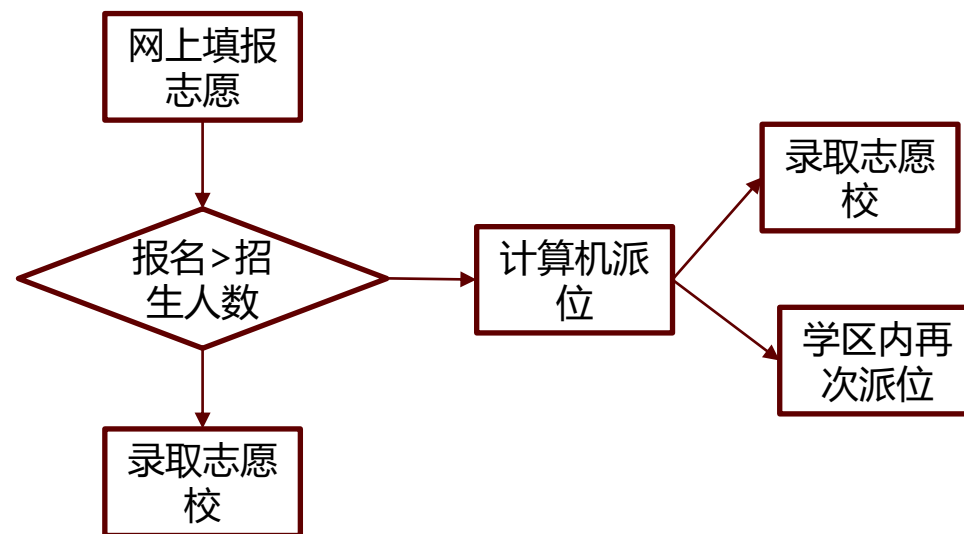 网上填报
志愿
报名>招
生人数
录取志愿
校
计算机派
位
录取志愿
校
学区内再
次派位